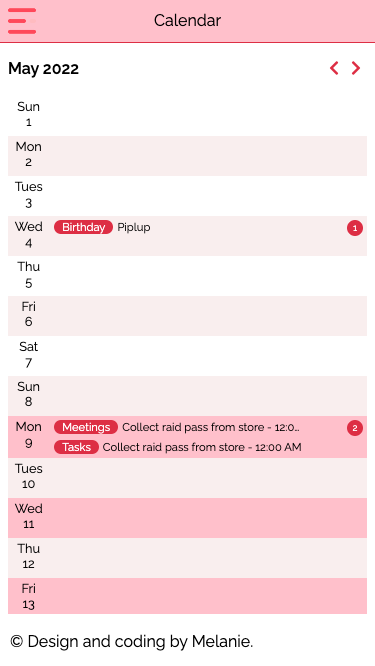 Calendar
May 2022
Sun
1
Mon
2
Tues
3
Wed Birthday Piplup 1
4
Thu
5
Fri
6
Sat
7
Sun
8
Mon Meetings Collect raid pass from store - 12:0... 2
9 Tasks Collect raid pass from store - 12:00 AM
Tues
10
Wed
11
Thu
12
Fri
13
© Design and coding by Melanie.